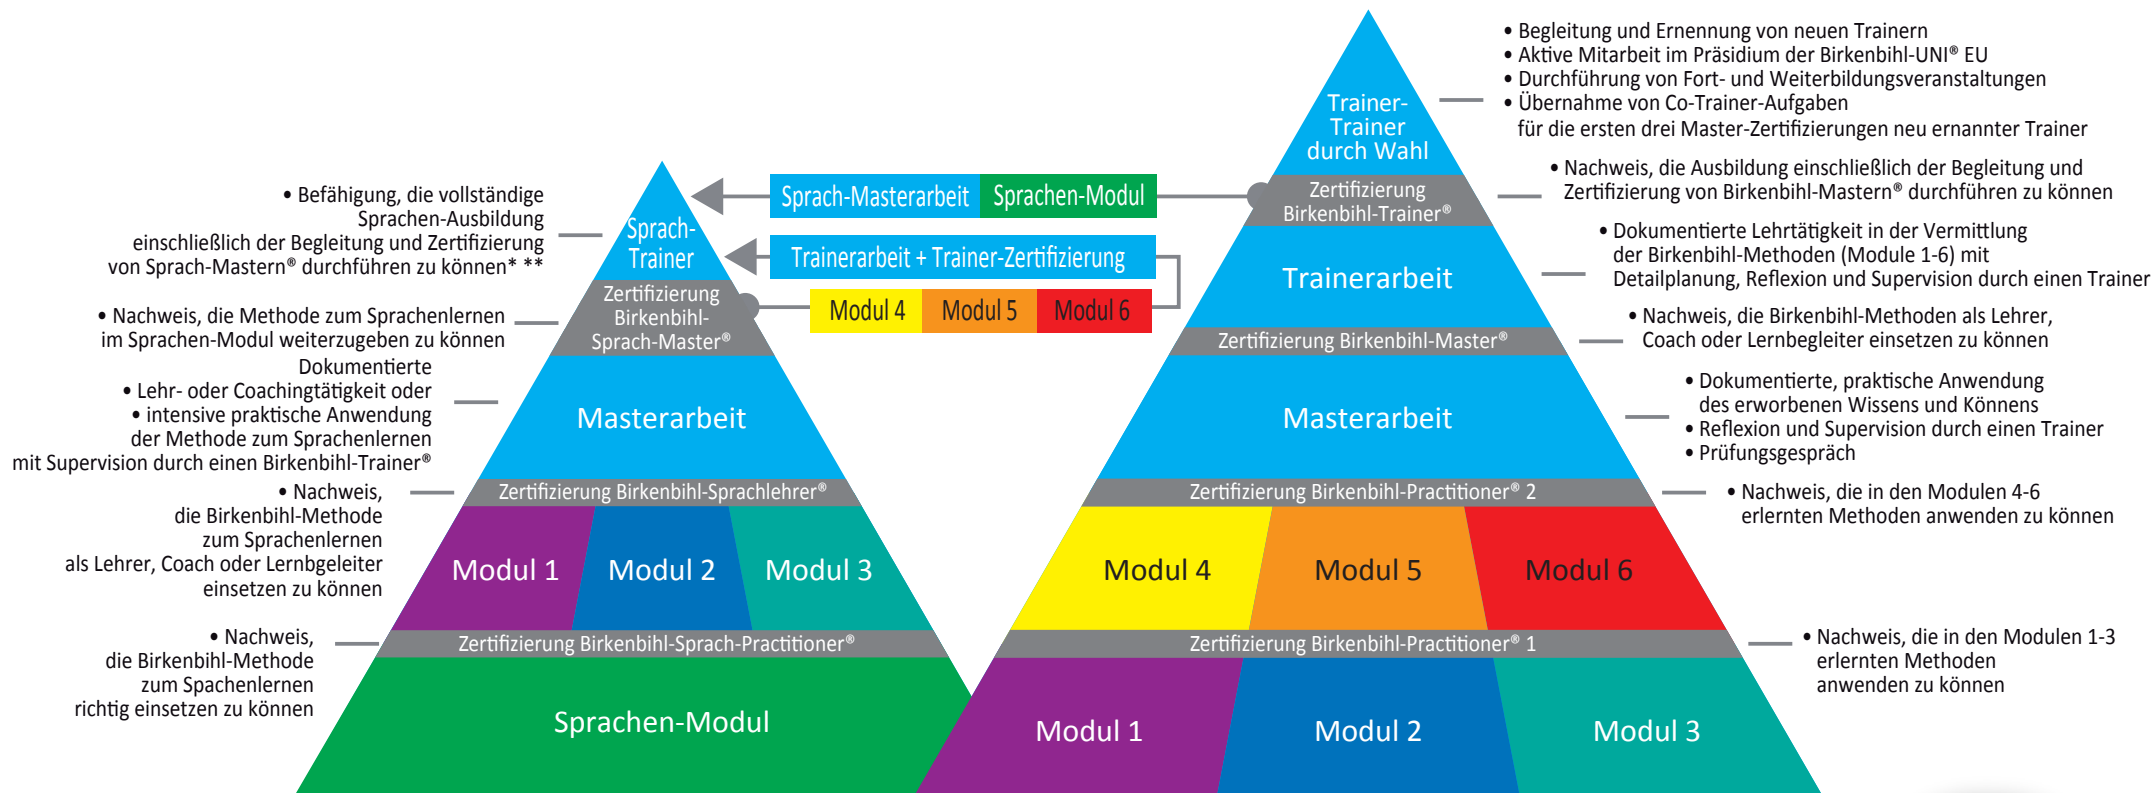 • Begleitung und Ernennung von neuen Trainern
• Aktive Mitarbeit im Präsidium der Birkenbihl-UNI® EU
• Durchführung von Fort- und Weiterbildungsveranstaltungen
• Übernahme von Co-Trainer-Aufgaben
für die ersten drei Master-Zertifizierungen neu ernannter Trainer
Trainer-
Trainer
durch Wahl
• Nachweis, die Ausbildung einschließlich der Begleitung und
Zertifizierung von Birkenbihl-Mastern® durchführen zu können
Zertifizierung
Birkenbihl-Trainer®
Sprach-Masterarbeit
Sprachen-Modul
• Befähigung, die vollständige
Sprachen-Ausbildung
einschließlich der Begleitung und Zertifizierung
von Sprach-Mastern® durchführen zu können* **
Sprach-
Trainer
Trainerarbeit + Trainer-Zertifizierung
Trainerarbeit
• Dokumentierte Lehrtätigkeit in der Vermittlung
der Birkenbihl-Methoden (Module 1-6) mit
Detailplanung, Reflexion und Supervision durch einen Trainer
Zertifizierung
Birkenbihl-
Sprach-Master®
Modul 4
Modul 5
Modul 6
• Nachweis, die Methode zum Sprachenlernen
im Sprachen-Modul weiterzugeben zu können
Zertifizierung Birkenbihl-Master®
• Nachweis, die Birkenbihl-Methoden als Lehrer,
Coach oder Lernbegleiter einsetzen zu können
Dokumentierte
• Lehr- oder Coachingtätigkeit oder
• intensive praktische Anwendung
der Methode zum Sprachenlernen
mit Supervision durch einen Birkenbihl-Trainer®
Masterarbeit
Masterarbeit
• Dokumentierte, praktische Anwendung
des erworbenen Wissens und Könnens
• Reflexion und Supervision durch einen Trainer
• Prüfungsgespräch
• Nachweis,
die Birkenbihl-Methode
zum Sprachenlernen
als Lehrer, Coach oder Lernbgeleiter
einsetzen zu können
Zertifizierung Birkenbihl-Sprachlehrer®
Zertifizierung Birkenbihl-Practitioner® 2
• Nachweis, die in den Modulen 4-6
erlernten Methoden anwenden zu können
Modul 1
Modul 2
Modul 3
Modul 4
Modul 5
Modul 6
• Nachweis,
die Birkenbihl-Methode
zum Spachenlernen
richtig einsetzen zu können
Zertifizierung Birkenbihl-Sprach-Practitioner®
Zertifizierung Birkenbihl-Practitioner® 1
• Nachweis, die in den Modulen 1-3
erlernten Methoden
anwenden zu können
Sprachen-Modul
Modul 1
Modul 2
Modul 3